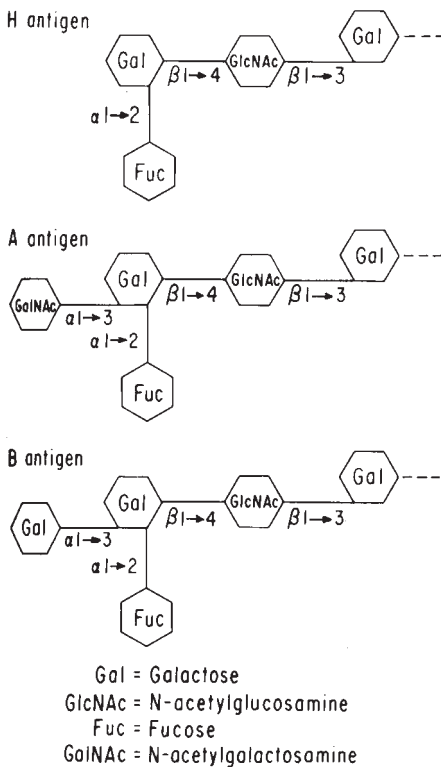 H antigen
Gal
GlcNAc
Gal
β1→4
β1→3
α1→2
Fuc
A antigen
Gal
GlcNAc
Gal
GalNAc
α1→3
β1→4
β1→3
α1→2
Fuc
B antigen
Gal
GlcNAc
Gal
Gal
α1→3
β1→4
β1→3
α1→2
Fuc
Gal = Galactose
GlcNAc = N-acetylglucosamine
Fuc = Fucose
GalNAc = N-acetylgalactosamine